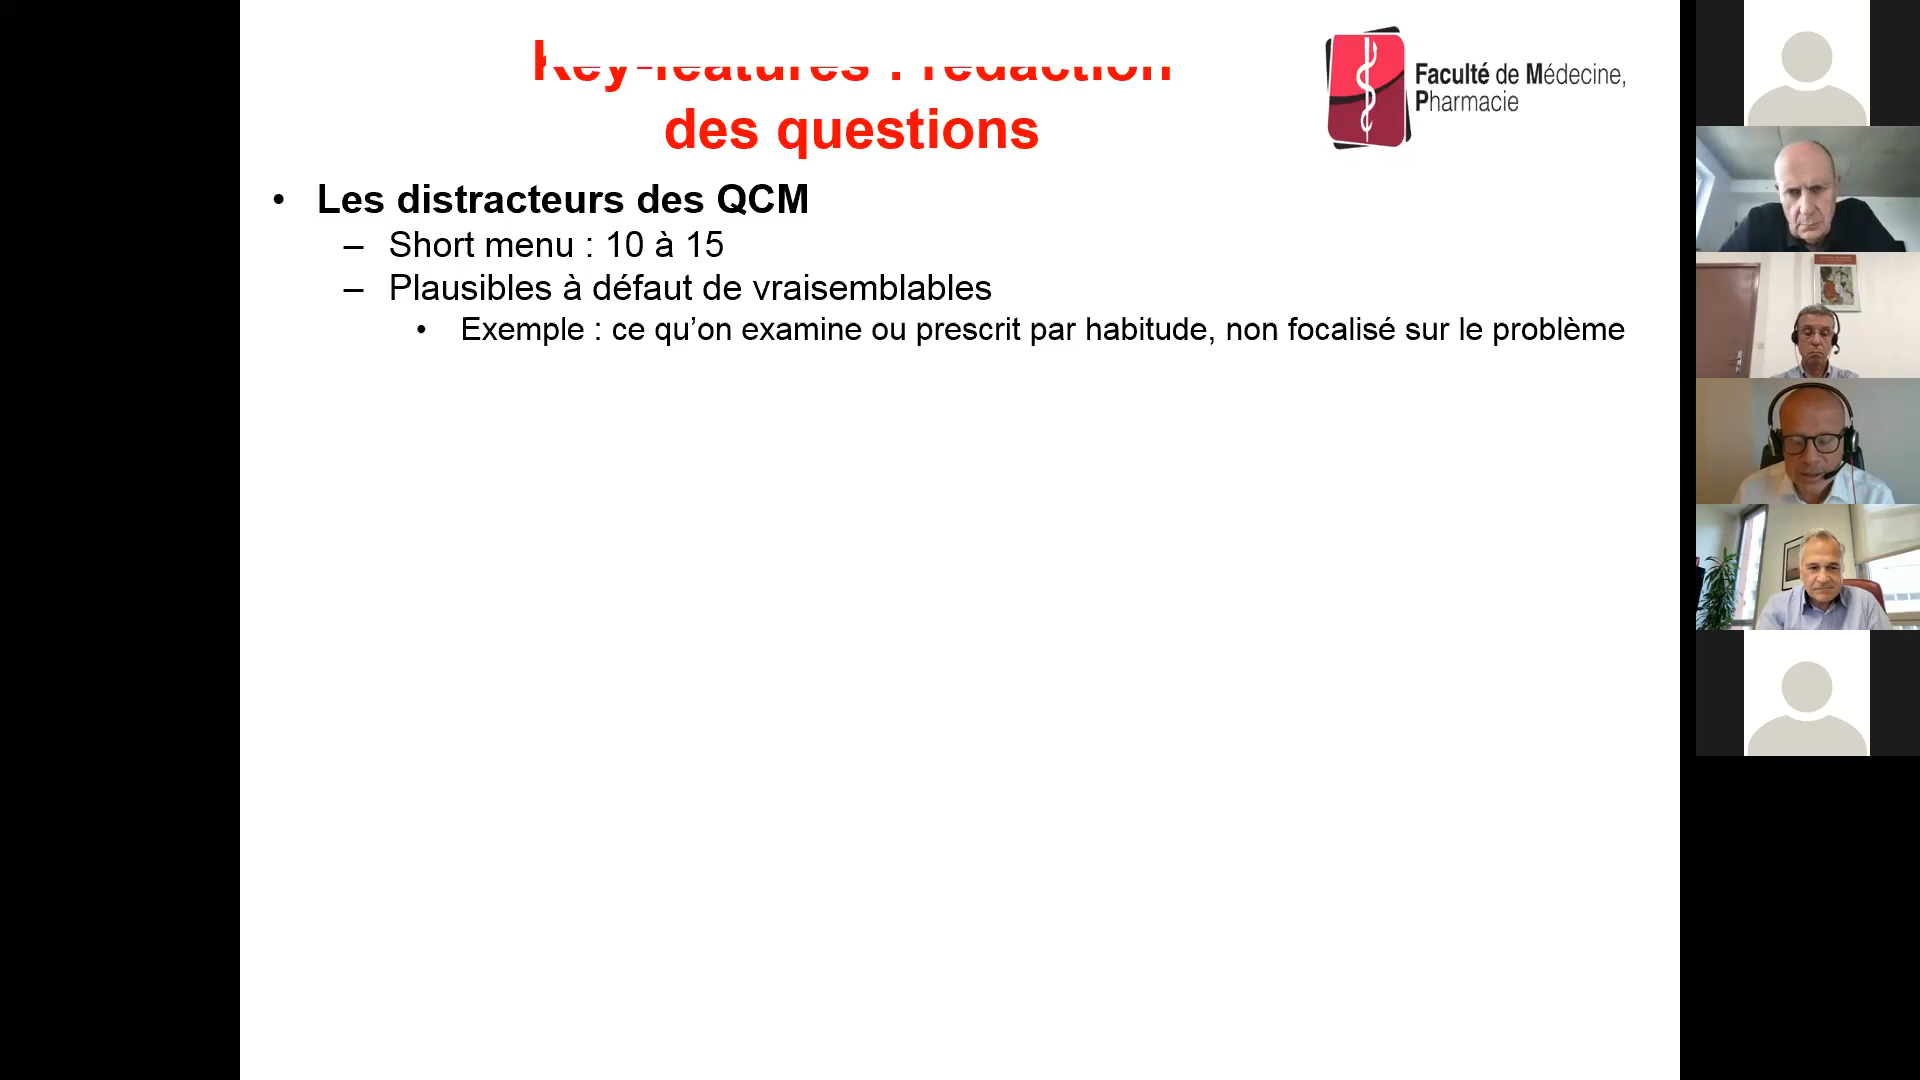 Key-features : rédaction
des questions
Faculté de Médecine,
Pharmacie
• Les distracteurs des QCM
– Short menu : 10 à 15
– Plausibles à défaut de vraisemblables
• Exemple : ce qu’on examine ou prescrit par habitude, non focalisé sur le problème